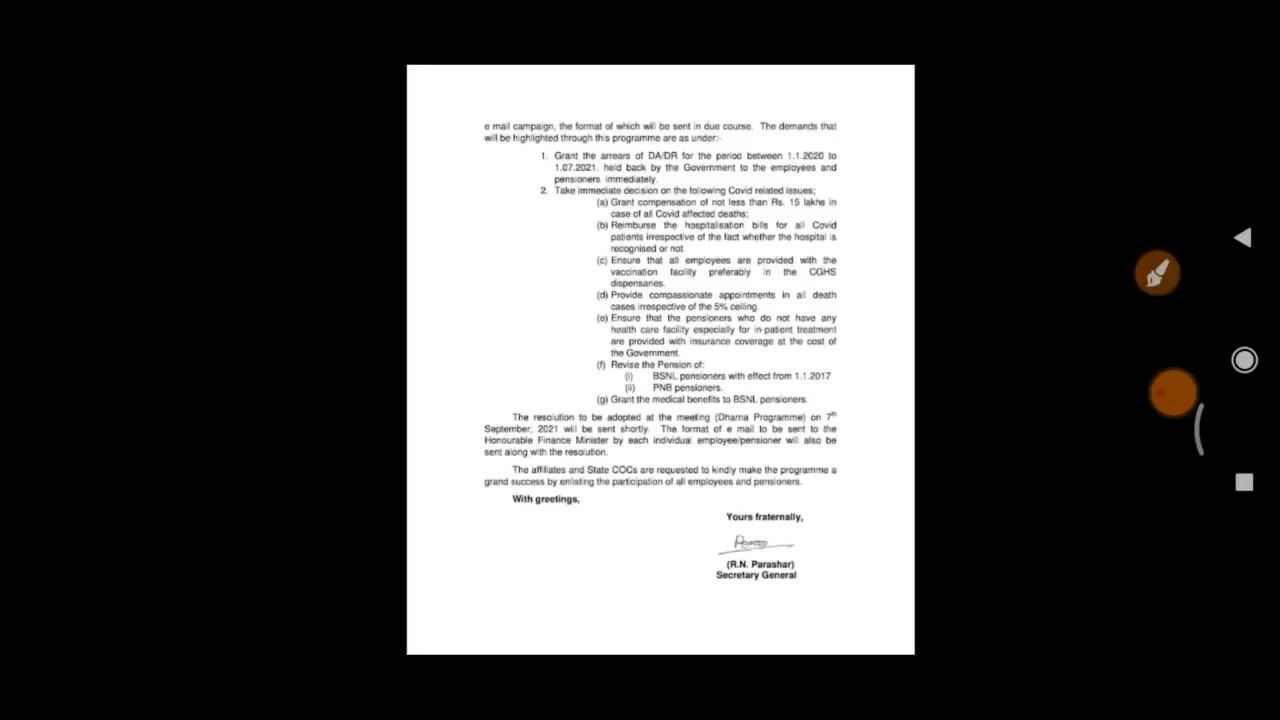 e mail campaign, the format of which will be sent in due course. The demands that
will be highlighted through this programme are as under:-
1. Grant the arrears of DA/DR for the period between 1.1.2020 to
1.07.2021, held back by the Government to the employees and
pensioners immediately.
2. Take immediate decision on the following Covid related issues;
(a) Grant compensation of not less than Rs. 15 lakhs in
case of all Covid affected deaths;
(b) Reimburse the hospitalisation bills for all Covid
patients irrespective of the fact whether the hospital is
recognised or not.
(c) Ensure that all employees are provided with the
vaccination facility preferably in the CGHS
dispensaries.
(d) Provide compassionate appointments in all death
cases irrespective of the 5% ceiling.
(e) Ensure that the pensioners who do not have any
health care facility especially for in-patient treatment
are provided with insurance coverage at the cost of
the Government.
(f) Revise the Pension of:
(i) BSNL pensioners with effect from 1.1.2017
(ii) PNB pensioners.
(g) Grant the medical benefits to BSNL pensioners.
The resolution to be adopted at the meeting (Dharna Programme) on 7th
September, 2021 will be sent shortly. The format of e mail to be sent to the
Honourable Finance Minister by each individual employee/pensioner will also be
sent along with the resolution.
The affiliates and State COCs are requested to kindly make the programme a
grand success by enlisting the participation of all employees and pensioners.
With greetings,
Yours fraternally,
(R.N. Parashar)
Secretary General